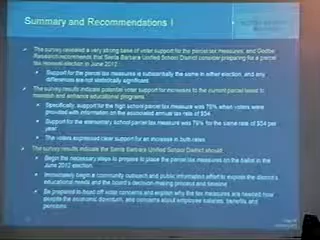 Summary and Recommendations I
The survey revealed a very strong base of voter support for the parcel tax measures, and Godbe
Research recommends that Santa Barbara Unified School District consider preparing for a parcel
tax renewal election in June 2012.
Support for the parcel tax measures is substantially the same in either election, and any
differences are not statistically significant.
The survey results indicate potential voter support for increases to the current parcel taxes to
maintain and enhance educational programs.
Specifically, support for the high school parcel tax measure was 75% when voters were
provided with information on the associated annual tax rate of $54.
Support for the elementary school parcel tax measure was 79% for the same rate of $54 per
year.
The voters expressed clear support for an increase in both rates.
The survey results indicate the Santa Barbara Unified School District should:
Begin the necessary steps to prepare to place the parcel tax measures on the ballot in the
June 2012 election.
Immediately begin a community outreach and public information effort to explain the district's
educational needs and the board's decision-making process and timeline.
Be prepared to head off voter concerns and explain why the tax measures are needed now
despite the economic downturn, and concerns about employee salaries, benefits, and
pensions.